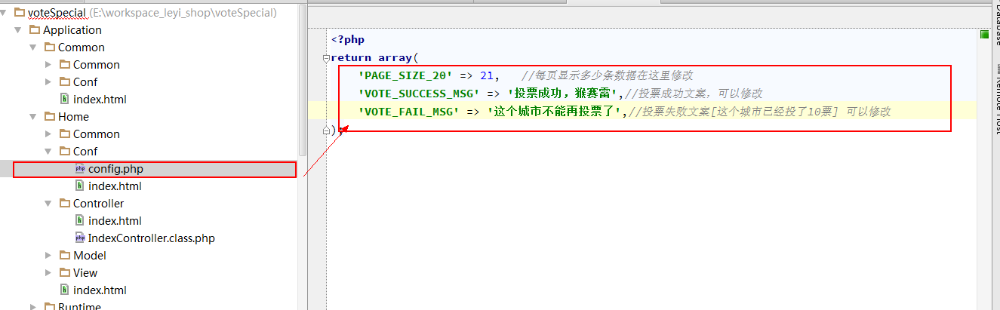 voteSpecial (E:\workspace_leyi_shop\voteSpecial)
Application
Common
Common
Conf
index.html
Home
Common
Conf
config.php
index.html
Controller
index.html
IndexController.class.php
Model
View
index.html
Runtime
<?php
return array(
'PAGE_SIZE_20' => 21, //每页显示多少条数据在这里修改
'VOTE_SUCCESS_MSG' => '投票成功，猴赛雷',//投票成功文案，可以修改
'VOTE_FAIL_MSG' => '这个城市不能再投票了',//投票失败文案[这个城市已经投了10票] 可以修改
);
Database
Remote Host